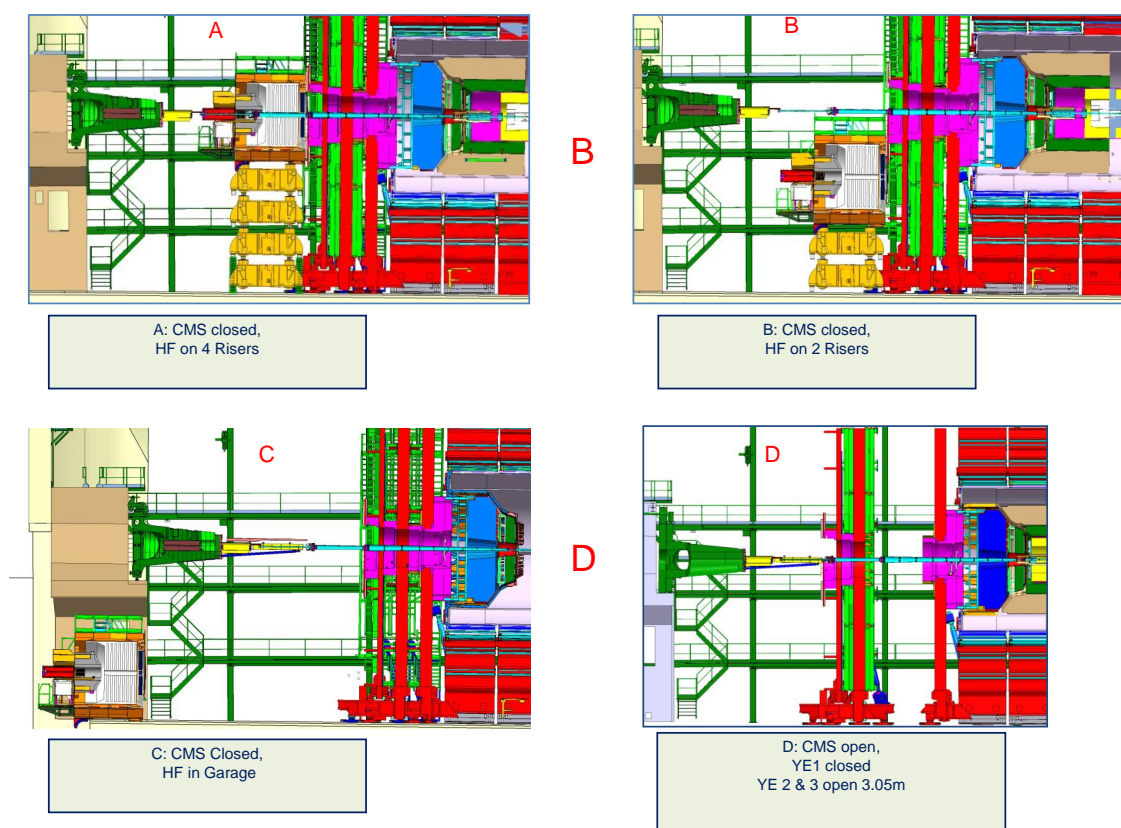 A
B
B
A: CMS closed,
HF on 4 Risers
B: CMS closed,
HF on 2 Risers
C
D
D
C: CMS Closed,
HF in Garage
D: CMS open,
YE1 closed
YE 2 & 3 open 3.05m